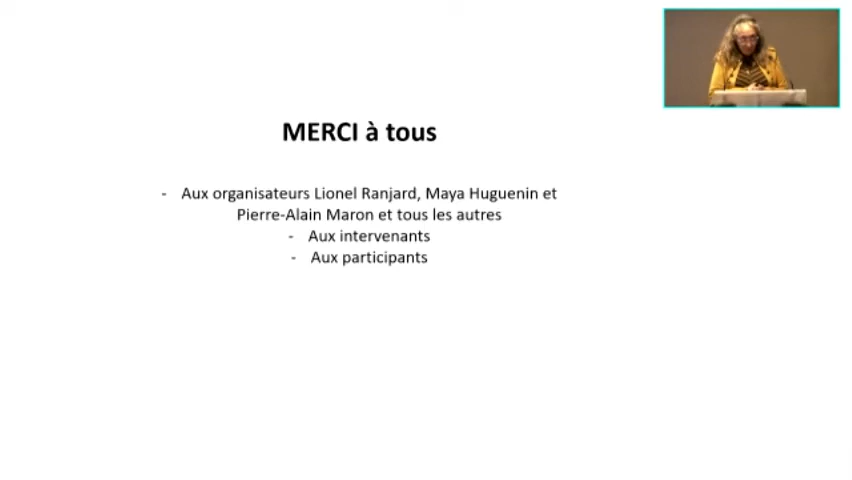 MERCI à tous
- Aux organisateurs Lionel Ranjard, Maya Huguenin et
Pierre-Alain Maron et tous les autres
- Aux intervenants
- Aux participants